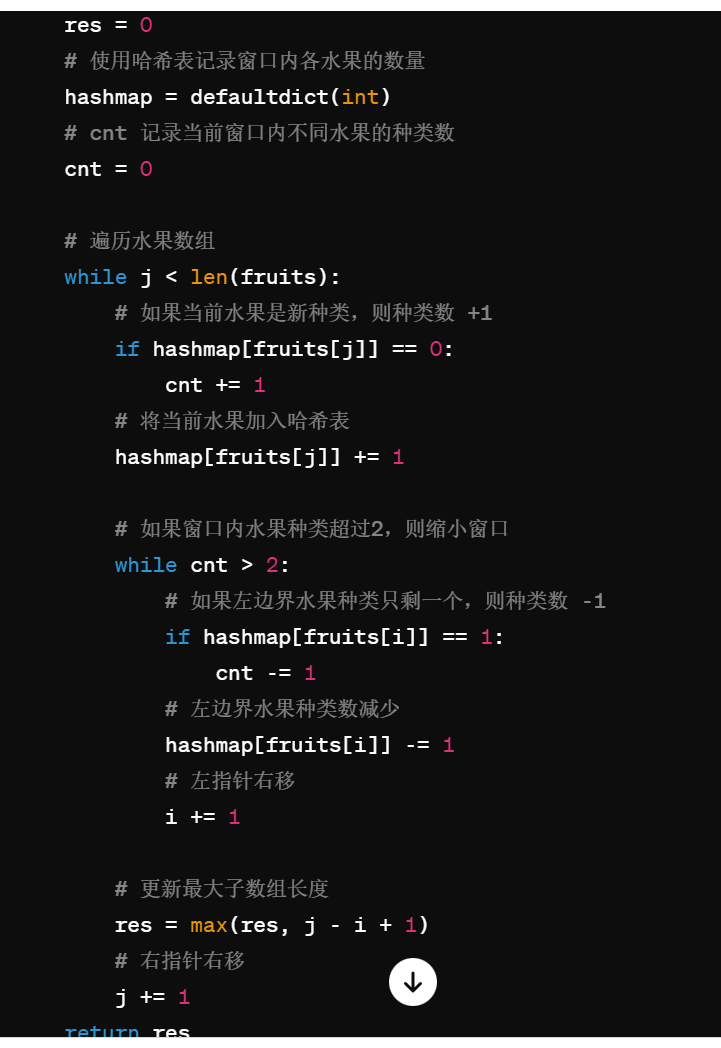 res = 0
# 使用哈希表记录窗口内各水果的数量
hashmap = defaultdict(int)
# cnt 记录当前窗口内不同水果的种类数
cnt = 0
# 遍历水果数组
while j < len(fruits):
# 如果当前水果是新种类，则种类数 +1
if hashmap[fruits[j]] == 0:
cnt += 1
# 将当前水果加入哈希表
hashmap[fruits[j]] += 1
# 如果窗口内水果种类超过2，则缩小窗口
while cnt > 2:
# 如果左边界水果种类只剩一个，则种类数 -1
if hashmap[fruits[i]] == 1:
cnt -= 1
# 左边界水果种类数减少
hashmap[fruits[i]] -= 1
# 左指针右移
i += 1
# 更新最大子数组长度
res = max(res, j - i + 1)
# 右指针右移
j += 1
return res